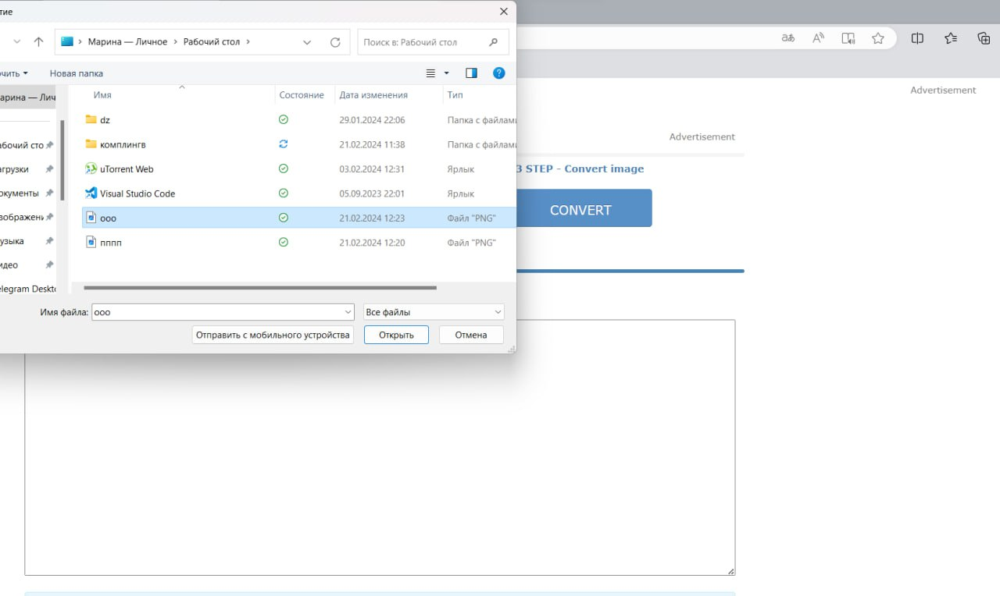 тие
Марина — Личное > Рабочий стол >
Поиск в: Рабочий стол
Новая папка
Имя Состояние Дата изменения Тип
dz 29.01.2024 22:06 Папка с файлами
комплингв 21.02.2024 11:38 Папка с файлами
uTorrent Web 03.02.2024 12:31 Ярлык
Visual Studio Code 05.09.2023 22:01 Ярлык
ооо 21.02.2024 12:23 Файл "PNG"
пппп 21.02.2024 12:20 Файл "PNG"
арина — Лич
абочий сто
агрузки
окументы
зображени
узыка
идео
elegram Deskto
Имя файла: ооо Все файлы
Отправить с мобильного устройства Открыть Отмена
Advertisement
Advertisement
3 STEP - Convert image
CONVERT